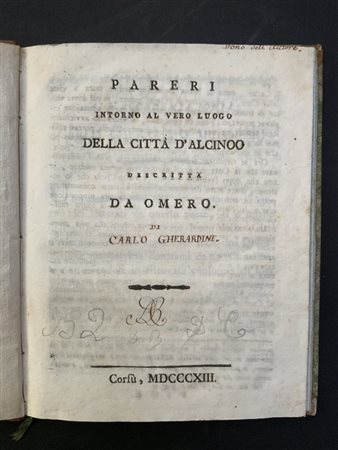 Dono dell' Autore.
PARERI
INTORNO AL VERO LUOGO
DELLA CITTÀ D'ALCINOO
DESCRITTA
DA OMERO.
DI
CARLO GHERARDINI.
Corfù, MDCCCXIII.